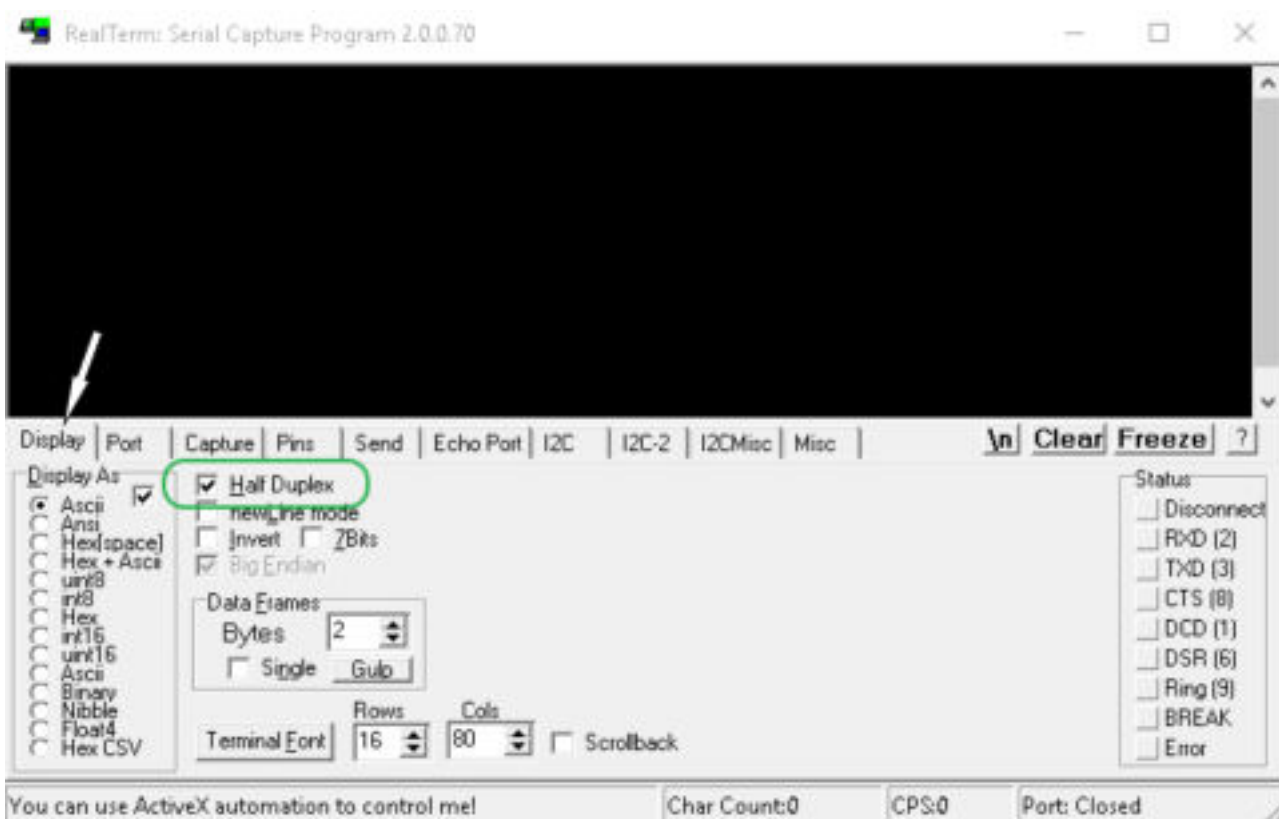 RealTerm: Serial Capture Program 2.0.0.70
Display Port Capture Pins Send Echo Port I2C I2C-2 I2CMisc Misc \n Clear Freeze ?
Display As
Ascii
Ansi
Hex[space]
Hex + Ascii
uint8
int8
Hex
int16
uint16
Ascii
Binary
Nibble
Float4
Hex CSV
Half Duplex
newLine mode
Invert 7Bits
Big Endian
Data Frames
Bytes 2
Single Gulp
Rows Cols
Terminal Font 16 80 Scrollback
Status
Disconnect
RXD (2)
TXD (3)
CTS (8)
DCD (1)
DSR (6)
Ring (9)
BREAK
Error
You can use ActiveX automation to control me! Char Count:0 CPS:0 Port: Closed